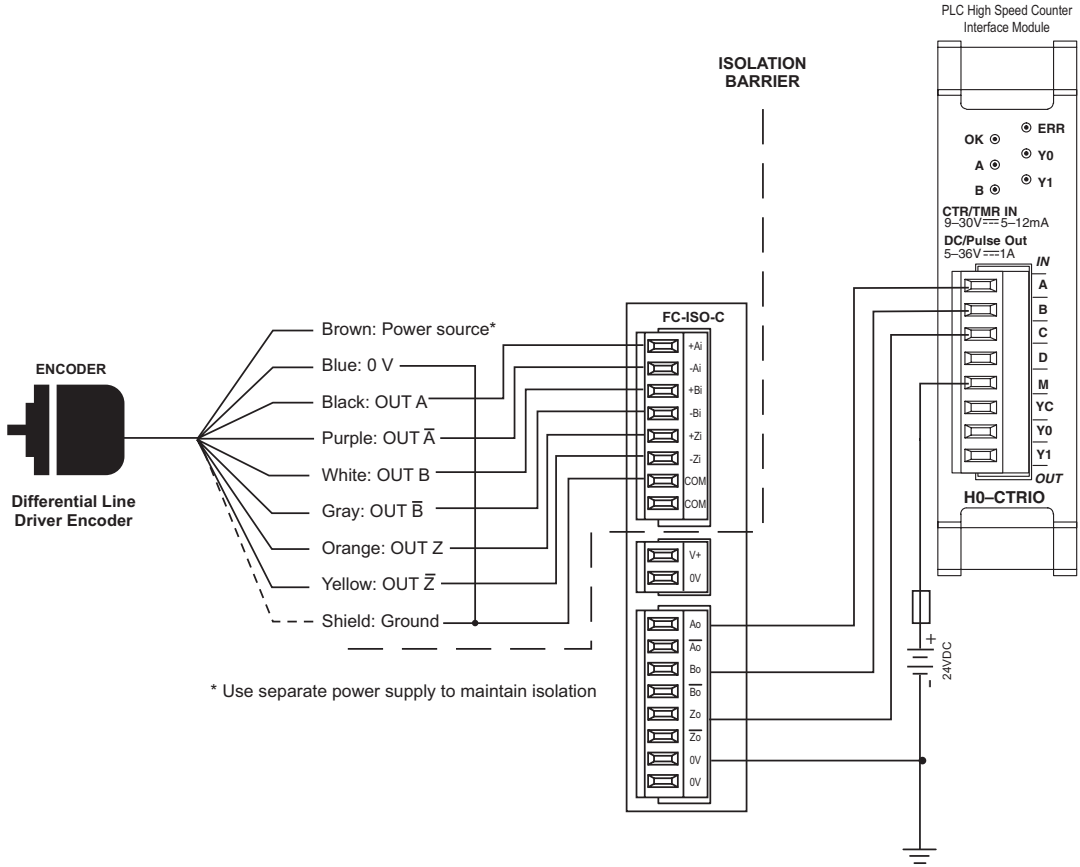 PLC High Speed Counter
Interface Module
ISOLATION
BARRIER
OK
ERR
A
Y0
B
Y1
CTR/TMR IN
9–30V⎓5–12mA
DC/Pulse Out
5–36V⎓1A
IN
A
B
C
D
M
YC
Y0
Y1
OUT
H0–CTRIO
24VDC
+
-
ENCODER
Differential Line
Driver Encoder
Brown: Power source*
Blue: 0 V
Black: OUT A
Purple: OUT A̅
White: OUT B
Gray: OUT B̅
Orange: OUT Z
Yellow: OUT Z̅
Shield: Ground
* Use separate power supply to maintain isolation
FC-ISO-C
+Ai
-Ai
+Bi
-Bi
+Zi
-Zi
COM
COM
V+
0V
Ao
A̅o̅
Bo
B̅o̅
Zo
Z̅o̅
0V
0V